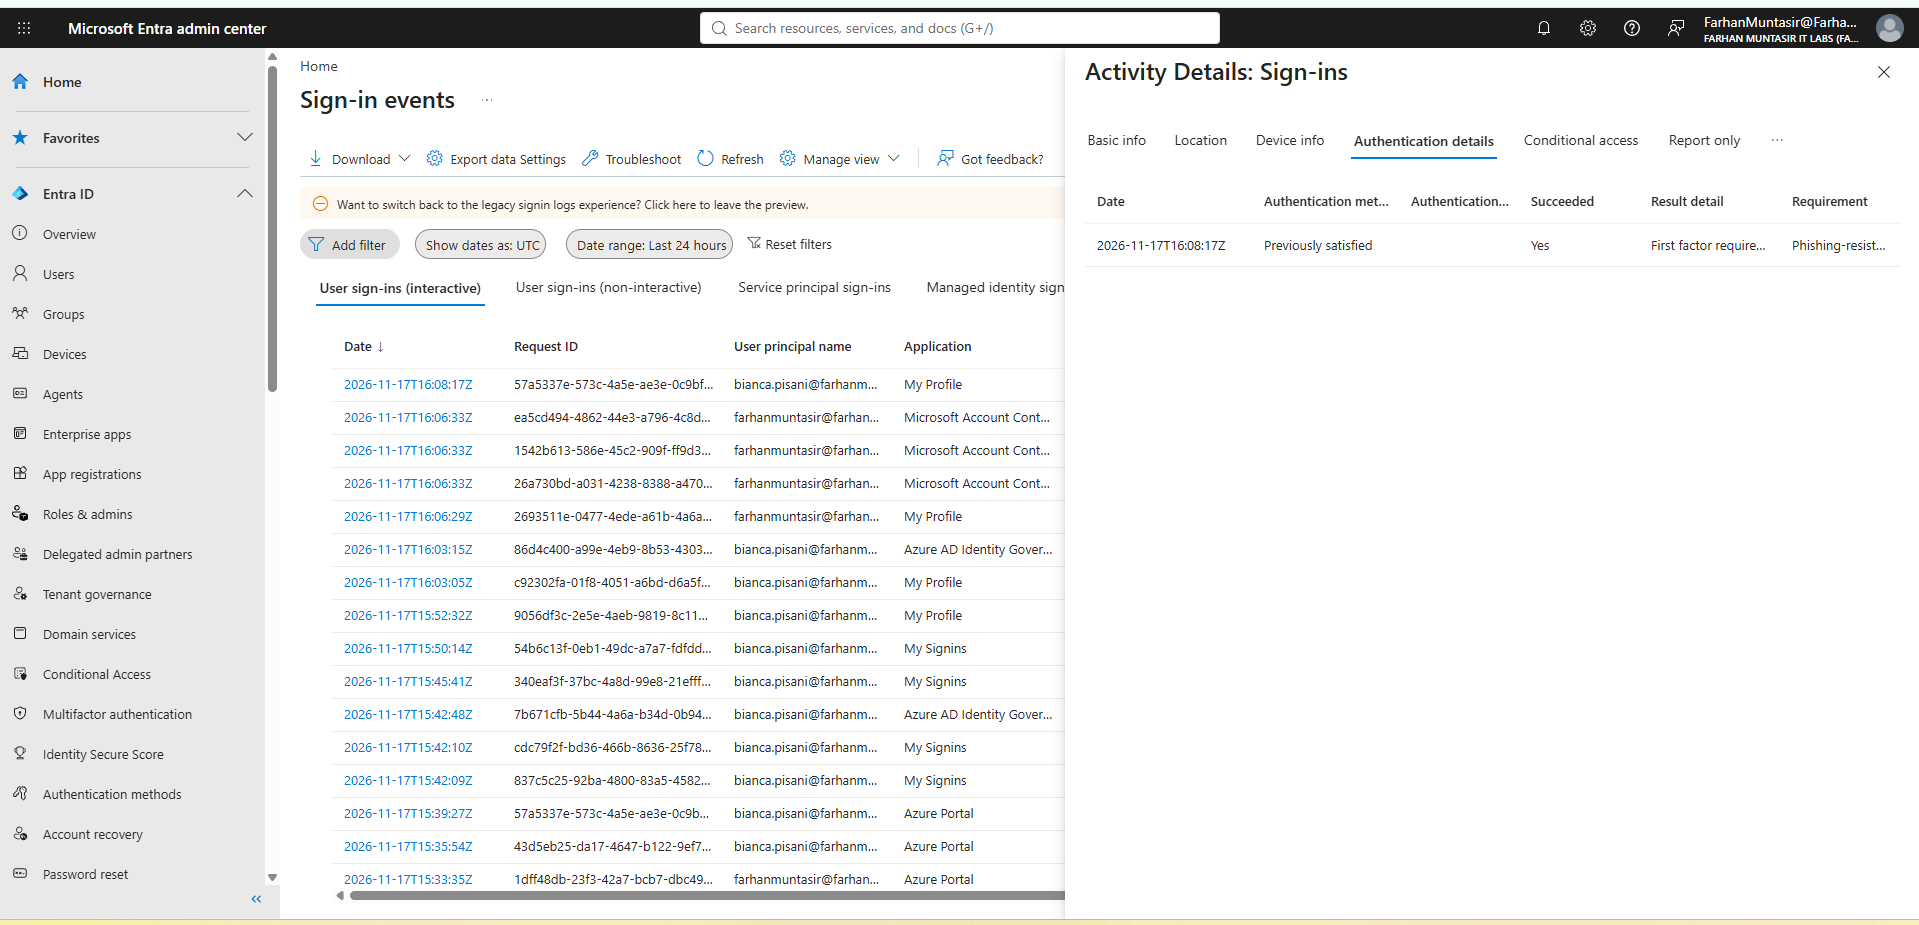 Microsoft Entra admin center
Search resources, services, and docs (G+/)
FarhanMuntasir@Farha...
FARHAN MUNTASIR IT LABS (FA...
Home
Favorites
Entra ID
Overview
Users
Groups
Devices
Agents
Enterprise apps
App registrations
Roles & admins
Delegated admin partners
Tenant governance
Domain services
Conditional Access
Multifactor authentication
Identity Secure Score
Authentication methods
Account recovery
Password reset
Home
Sign-in events ...
Download Export data Settings Troubleshoot Refresh Manage view Got feedback?
Want to switch back to the legacy signin logs experience? Click here to leave the preview.
Add filter Show dates as: UTC Date range: Last 24 hours Reset filters
User sign-ins (interactive) User sign-ins (non-interactive) Service principal sign-ins Managed identity sign
Date ↓ Request ID User principal name Application
2026-11-17T16:08:17Z 57a5337e-573c-4a5e-ae3e-0c9bf... bianca.pisani@farhanm... My Profile
2026-11-17T16:06:33Z ea5cd494-4862-44e3-a796-4c8d... farhanmuntasir@farhan... Microsoft Account Cont...
2026-11-17T16:06:33Z 1542b613-586e-45c2-909f-ff9d3... farhanmuntasir@farhan... Microsoft Account Cont...
2026-11-17T16:06:33Z 26a730bd-a031-4238-8388-a470... farhanmuntasir@farhan... Microsoft Account Cont...
2026-11-17T16:06:29Z 2693511e-0477-4ede-a61b-4a6a... farhanmuntasir@farhan... My Profile
2026-11-17T16:03:15Z 86d4c400-a99e-4eb9-8b53-4303... bianca.pisani@farhanm... Azure AD Identity Gover...
2026-11-17T16:03:05Z c92302fa-01f8-4051-a6bd-d6a5f... bianca.pisani@farhanm... My Profile
2026-11-17T15:52:32Z 9056df3c-2e5e-4aeb-9819-8c11... bianca.pisani@farhanm... My Profile
2026-11-17T15:50:14Z 54b6c13f-0eb1-49dc-a7a7-fdfdd... bianca.pisani@farhanm... My Signins
2026-11-17T15:45:41Z 340eaf3f-37bc-4a8d-99e8-21efff... bianca.pisani@farhanm... My Signins
2026-11-17T15:42:48Z 7b671cfb-5b44-4a6a-b34d-0b94... bianca.pisani@farhanm... Azure AD Identity Gover...
2026-11-17T15:42:10Z cdc79f2f-bd36-466b-8636-25f78... bianca.pisani@farhanm... My Signins
2026-11-17T15:42:09Z 837c5c25-92ba-4800-83a5-4582... bianca.pisani@farhanm... My Signins
2026-11-17T15:39:27Z 57a5337e-573c-4a5e-ae3e-0c9b... bianca.pisani@farhanm... Azure Portal
2026-11-17T15:35:54Z 43d5eb25-da17-4647-b122-9ef7... bianca.pisani@farhanm... Azure Portal
2026-11-17T15:33:35Z 1dff48db-23f3-42a7-bcb7-dbc49... farhanmuntasir@farhan... Azure Portal
Activity Details: Sign-ins
Basic info Location Device info Authentication details Conditional access Report only ...
Date Authentication met... Authentication... Succeeded Result detail Requirement
2026-11-17T16:08:17Z Previously satisfied Yes First factor require... Phishing-resist...